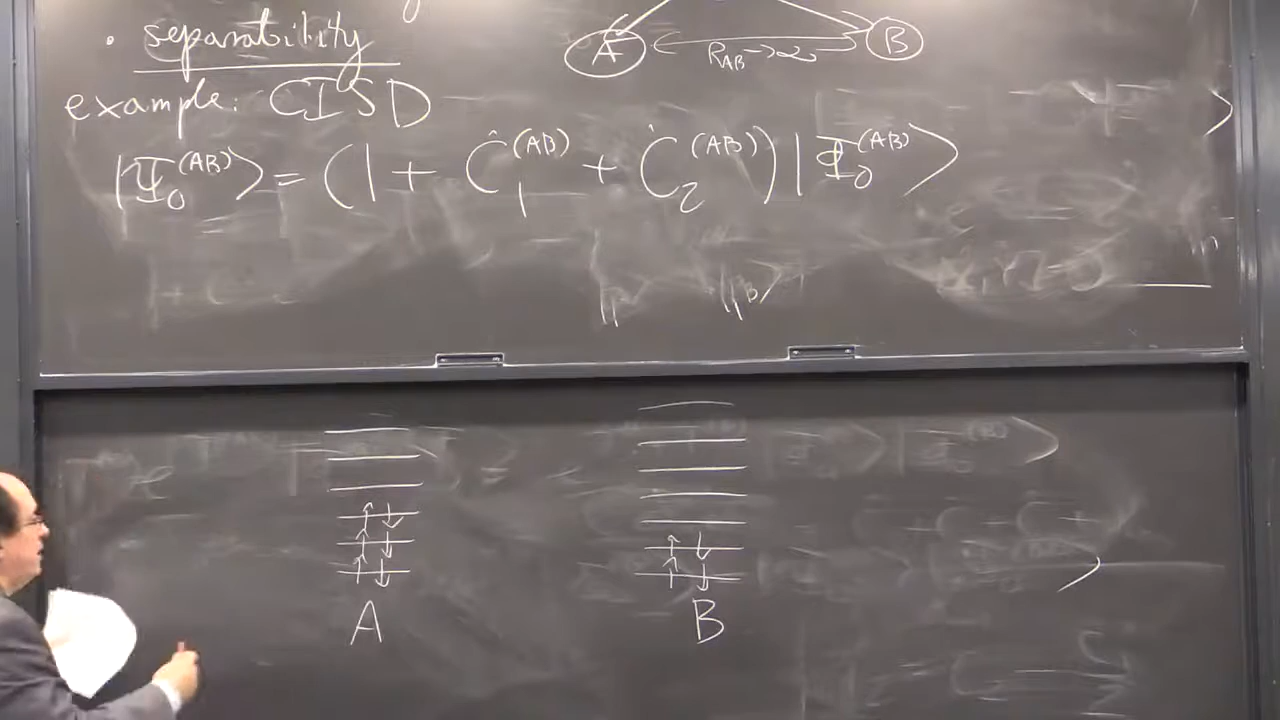 · separability
A R_AB→∞ B
example: CISD
|Ψ₀^(AB)⟩ = (1 + Ĉ₁^(AB) + Ĉ₂^(AB)) |Φ₀^(AB)⟩
A B